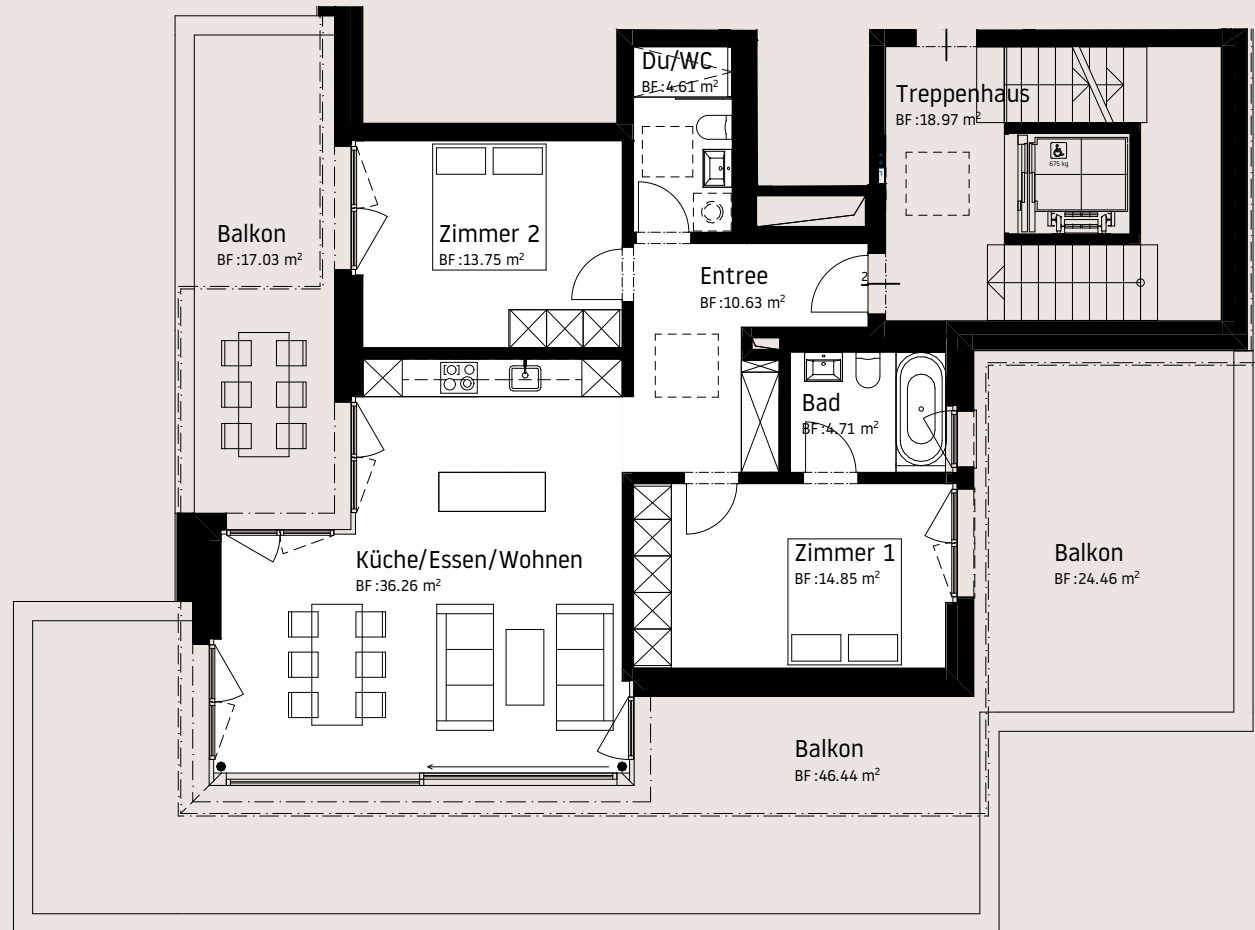 Du/WC
BF :4.61 m²
Treppenhaus
BF :18.97 m²
675 kg
Balkon
BF :17.03 m²
Zimmer 2
BF :13.75 m²
Entree
BF :10.63 m²
2
Bad
BF :4.71 m²
Küche/Essen/Wohnen
BF :36.26 m²
Zimmer 1
BF :14.85 m²
Balkon
BF :24.46 m²
Balkon
BF :46.44 m²